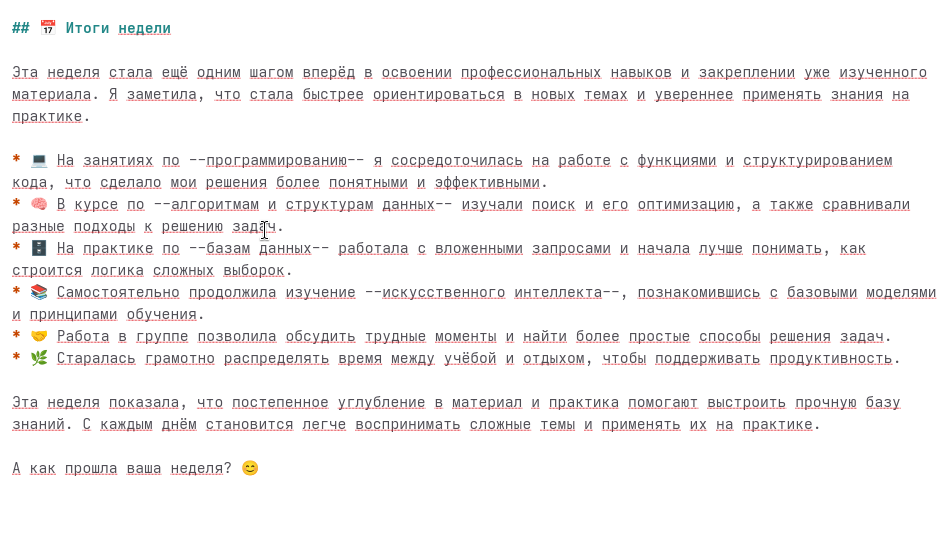 ## 📅 Итоги недели
Эта неделя стала ещё одним шагом вперёд в освоении профессиональных навыков и закреплении уже изученного
материала. Я заметила, что стала быстрее ориентироваться в новых темах и увереннее применять знания на
практике.
* 💻 На занятиях по --программированию-- я сосредоточилась на работе с функциями и структурированием
кода, что сделало мои решения более понятными и эффективными.
* 🧠 В курсе по --алгоритмам и структурам данных-- изучали поиск и его оптимизацию, а также сравнивали
разные подходы к решению задач.
* 🗄️ На практике по --базам данных-- работала с вложенными запросами и начала лучше понимать, как
строится логика сложных выборок.
* 📚 Самостоятельно продолжила изучение --искусственного интеллекта--, познакомившись с базовыми моделями
и принципами обучения.
* 🤝 Работа в группе позволила обсудить трудные моменты и найти более простые способы решения задач.
* 🌿 Старалась грамотно распределять время между учёбой и отдыхом, чтобы поддерживать продуктивность.
Эта неделя показала, что постепенное углубление в материал и практика помогают выстроить прочную базу
знаний. С каждым днём становится легче воспринимать сложные темы и применять их на практике.
А как прошла ваша неделя? 😊